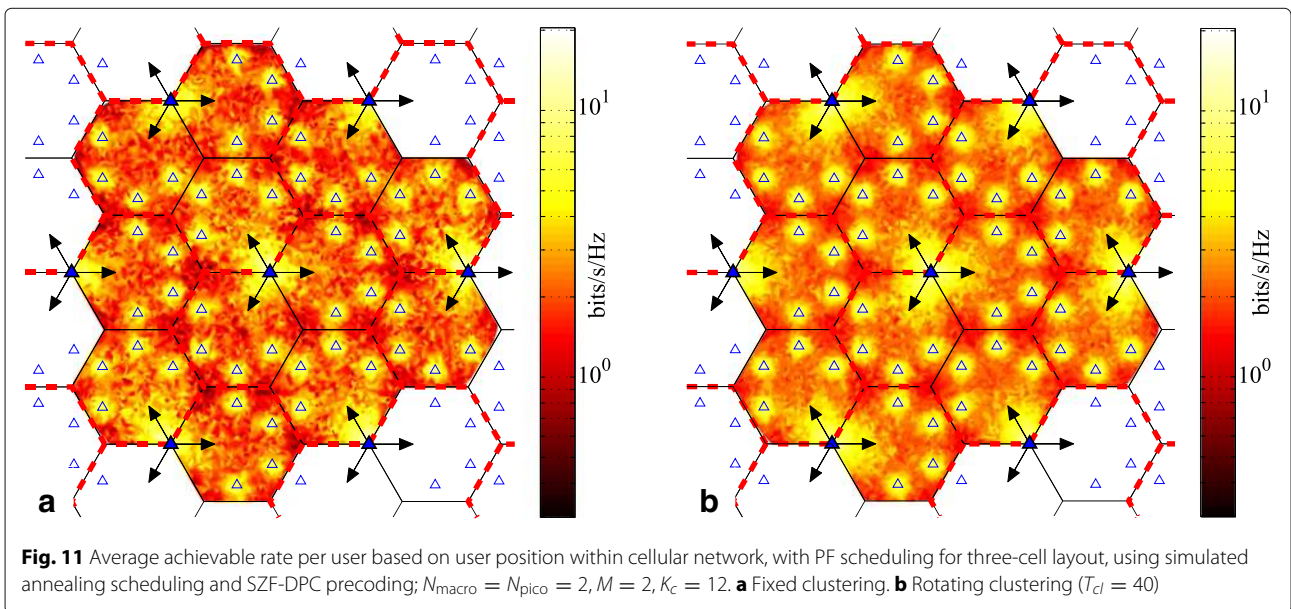 10¹
10⁰
bits/s/Hz
a
10¹
10⁰
bits/s/Hz
b
Fig. 11 Average achievable rate per user based on user position within cellular network, with PF scheduling for three-cell layout, using simulated
annealing scheduling and SZF-DPC precoding; N_macro = N_pico = 2, M = 2, K_c = 12. a Fixed clustering. b Rotating clustering (T_cl = 40)